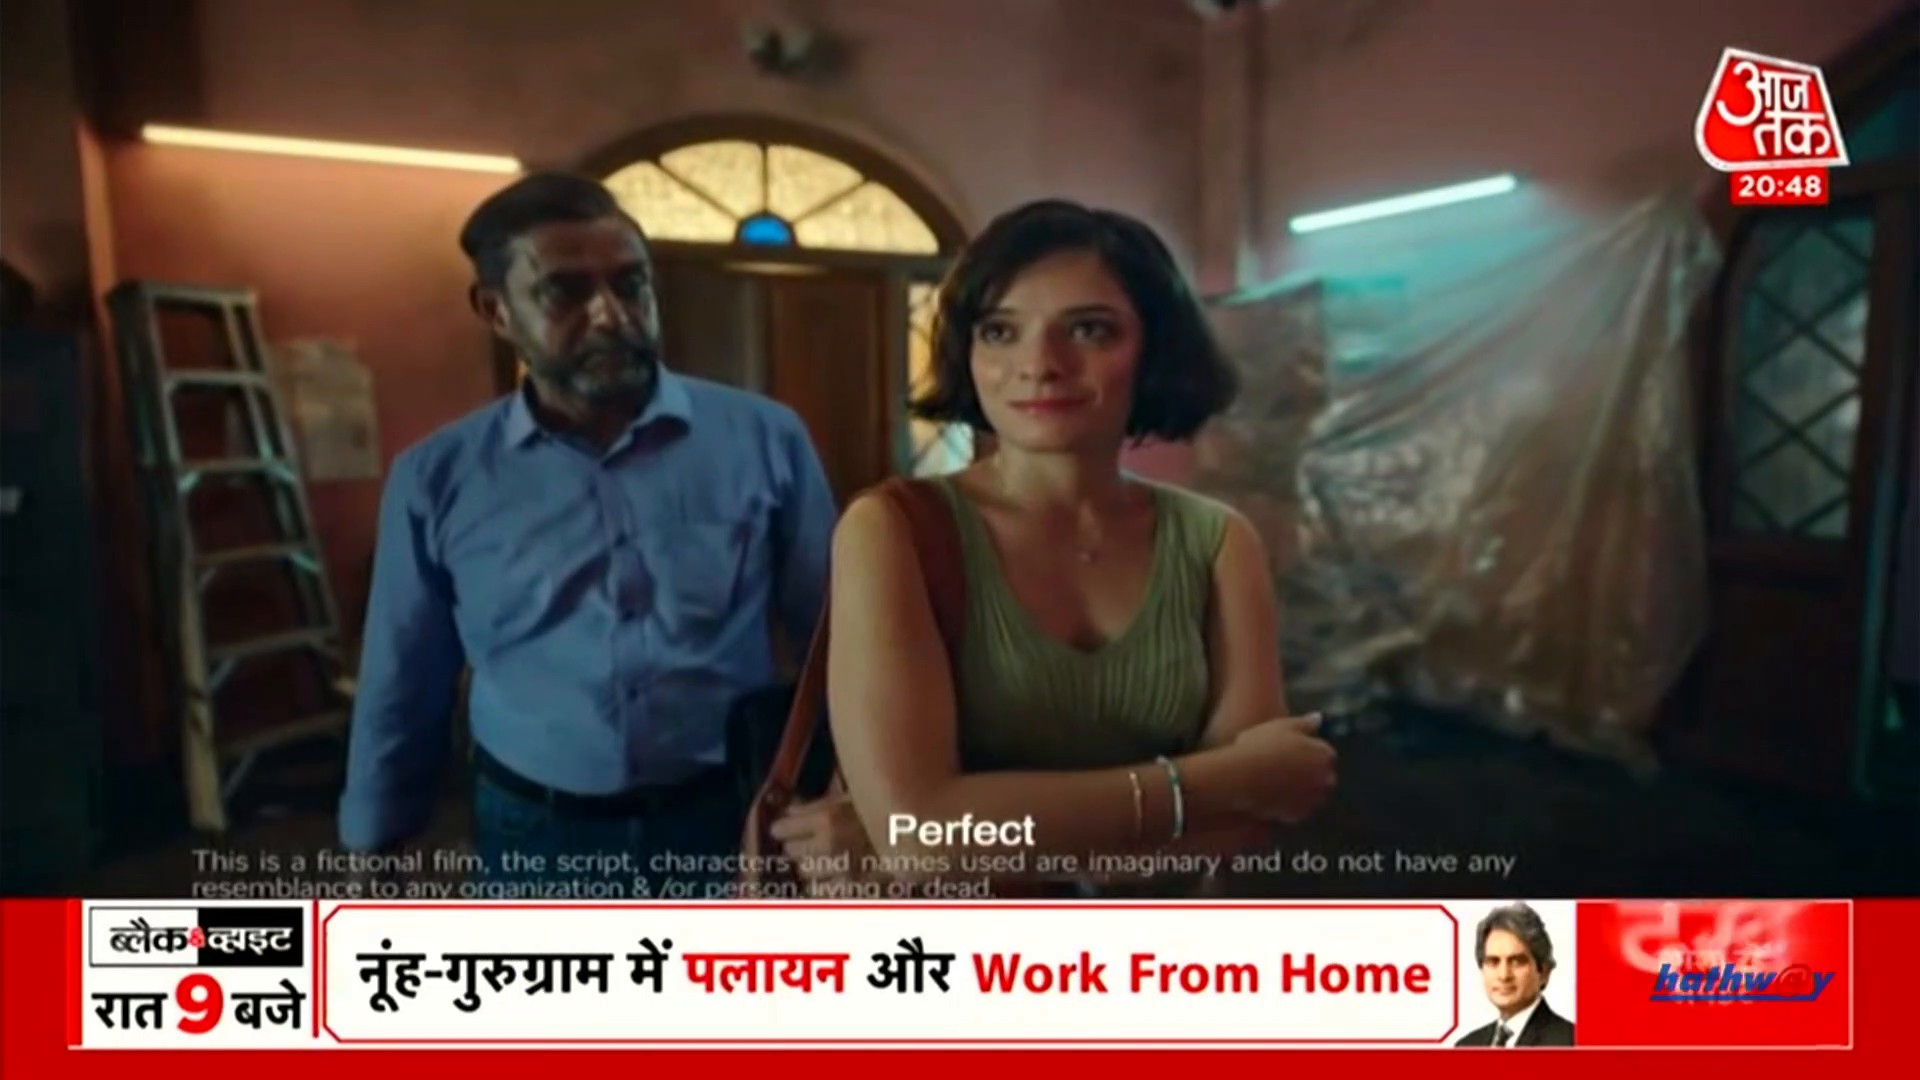 आज
तक
20:48
Perfect
This is a fictional film, the script, characters and names used are imaginary and do not have any
resemblance to any organization & /or person, living or dead.
ब्लैक&व्हाइट
रात 9 बजे
नूंह-गुरुग्राम में पलायन और Work From Home
hathw@y